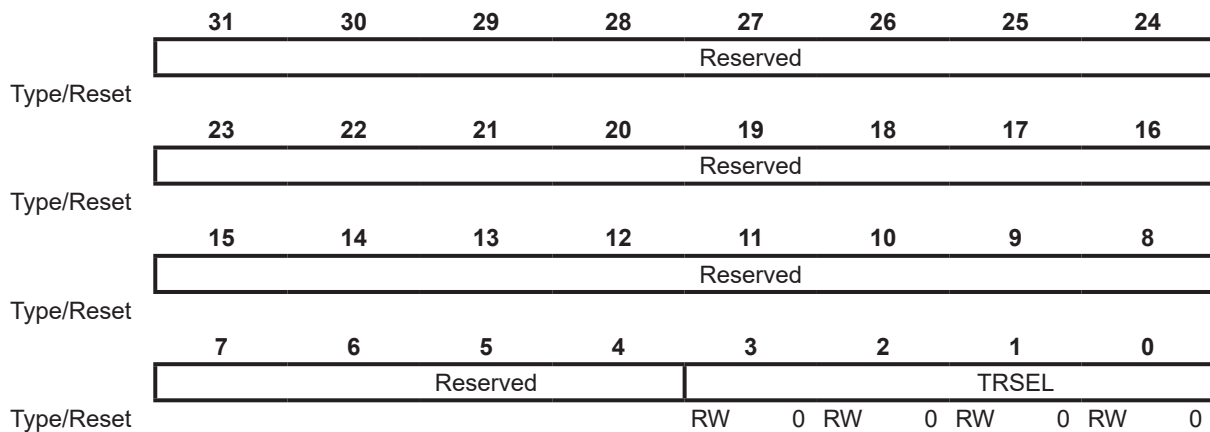 31 30 29 28 27 26 25 24
Reserved
Type/Reset
23 22 21 20 19 18 17 16
Reserved
Type/Reset
15 14 13 12 11 10 9 8
Reserved
Type/Reset
7 6 5 4 3 2 1 0
Reserved TRSEL
Type/Reset RW 0 RW 0 RW 0 RW 0